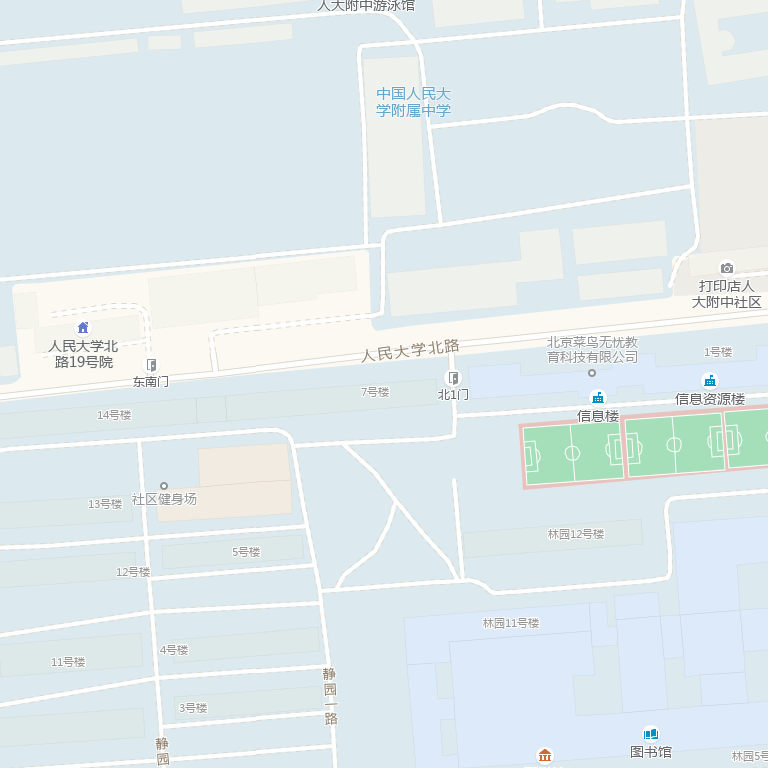 人大附中游泳馆
中国人民大
学附属中学
打印店人
大附中社区
人民大学北
路19号院
人民大学北路
北京菜鸟无忧教
育科技有限公司
1号楼
东南门
7号楼
北1门
信息楼
信息资源楼
14号楼
社区健身场
13号楼
林园12号楼
5号楼
12号楼
林园11号楼
4号楼
11号楼
静园一路
3号楼
静园
图书馆
林园5号